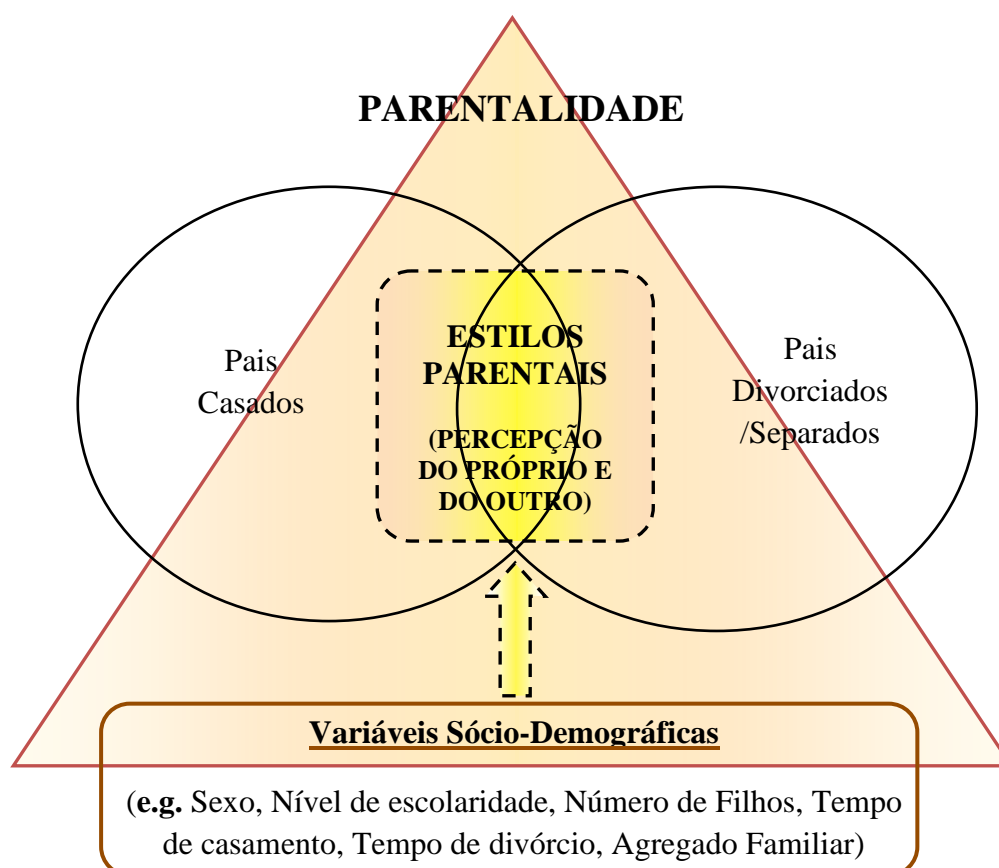 PARENTALIDADE
Pais
Casados
ESTILOS
PARENTAIS
(PERCEPÇÃO
DO PRÓPRIO E
DO OUTRO)
Pais
Divorciados
/Separados
Variáveis Sócio-Demográficas
(e.g. Sexo, Nível de escolaridade, Número de Filhos, Tempo
de casamento, Tempo de divórcio, Agregado Familiar)